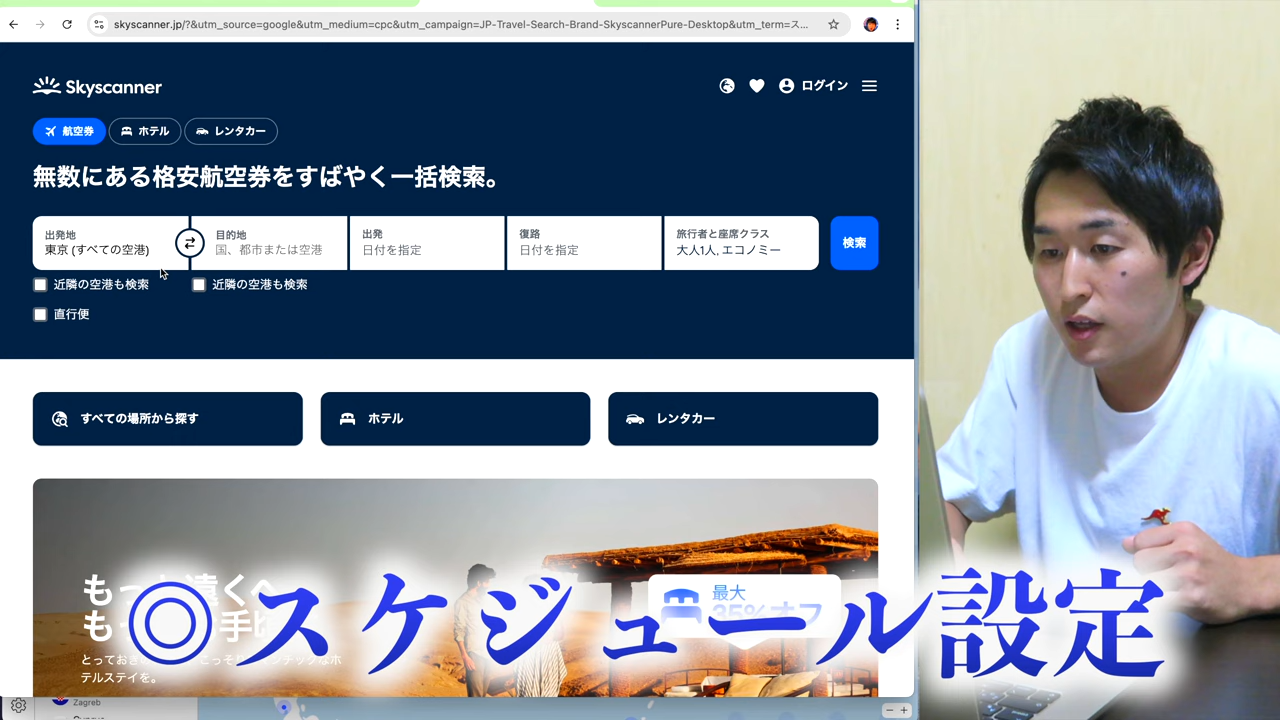 skyscanner.jp/?&utm_source=google&utm_medium=cpc&utm_campaign=JP-Travel-Search-Brand-SkyscannerPure-Desktop&utm_term=ス...
Skyscanner
ログイン
航空券
ホテル
レンタカー
無数にある格安航空券をすばやく一括検索。
出発地
東京 (すべての空港)
目的地
国、都市または空港
出発
日付を指定
復路
日付を指定
旅行者と座席クラス
大人1人, エコノミー
検索
近隣の空港も検索
近隣の空港も検索
直行便
すべての場所から探す
ホテル
レンタカー
最大
35%オフ
◎スケジュール設定
テルステイを。
Zagreb